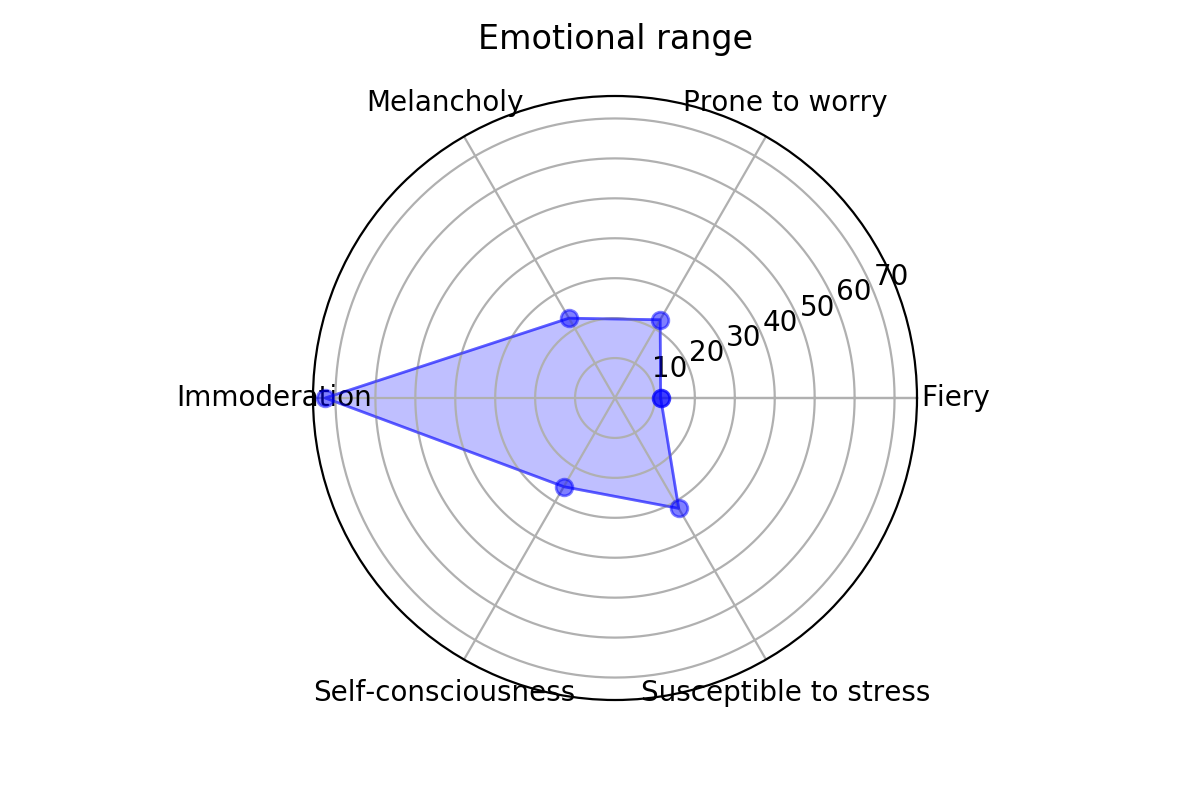 Emotional range
Melancholy
Prone to worry
70
60
50
40
30
20
10
Immoderation
Fiery
Self-consciousness
Susceptible to stress